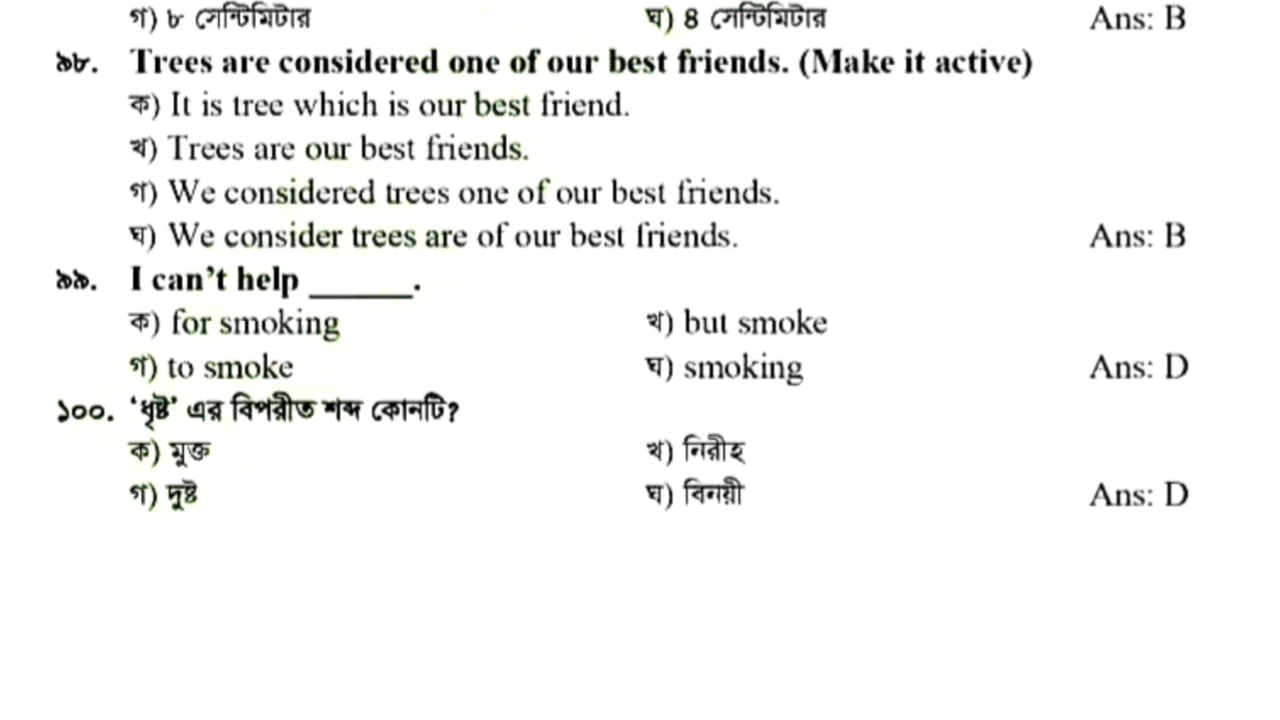 গ) ৮ সেন্টিমিটার ঘ) ৪ সেন্টিমিটার Ans: B
৯৮. Trees are considered one of our best friends. (Make it active)
ক) It is tree which is our best friend.
খ) Trees are our best friends.
গ) We considered trees one of our best friends.
ঘ) We consider trees are of our best friends. Ans: B
৯৯. I can't help ______.
ক) for smoking খ) but smoke
গ) to smoke ঘ) smoking Ans: D
১০০. ‘ধৃষ্ট’ এর বিপরীত শব্দ কোনটি?
ক) মুক্ত খ) নিরীহ
গ) দুষ্ট ঘ) বিনয়ী Ans: D